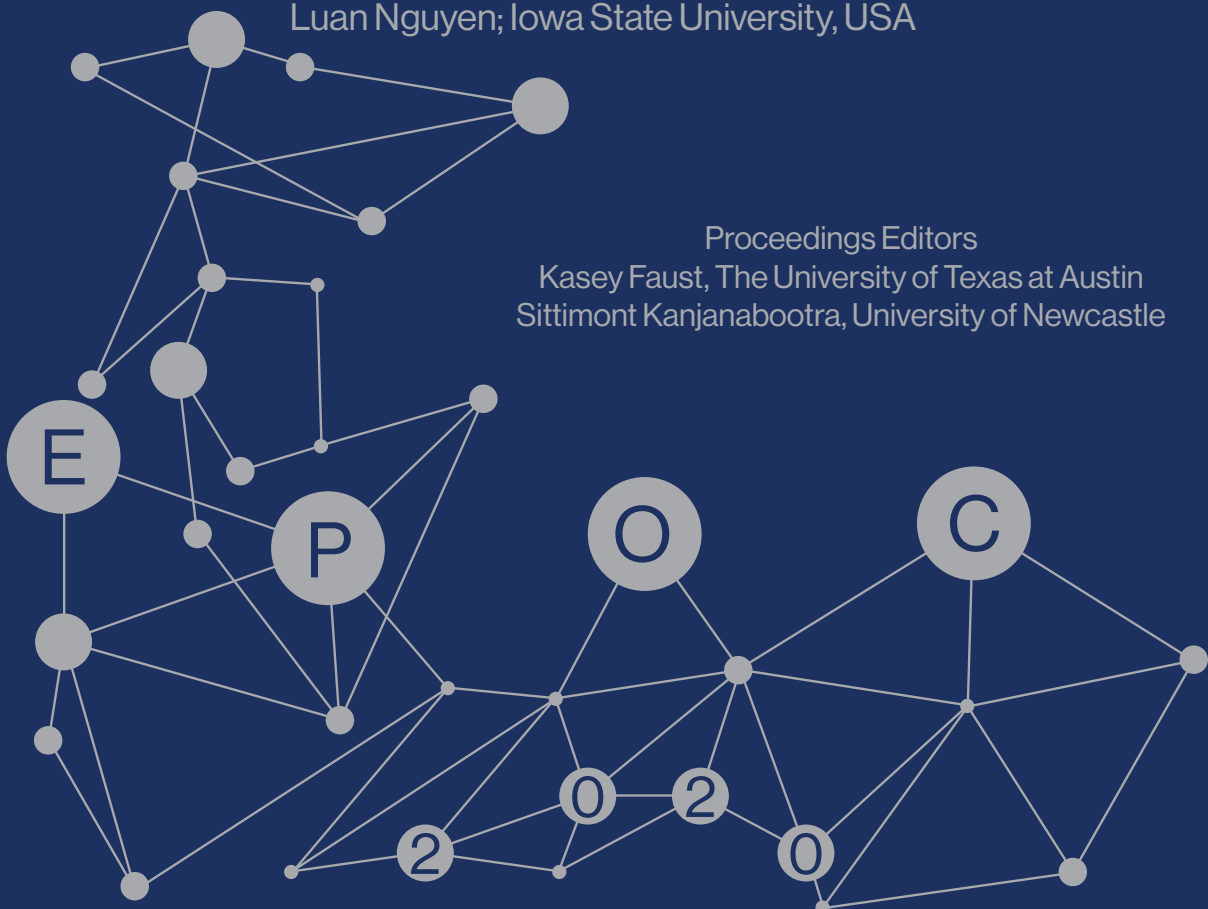 Luan Nguyen; Iowa State University, USA
Proceedings Editors
Kasey Faust, The University of Texas at Austin
Sittimont Kanjanabootra, University of Newcastle
E
P
O
C
2
0
2
0